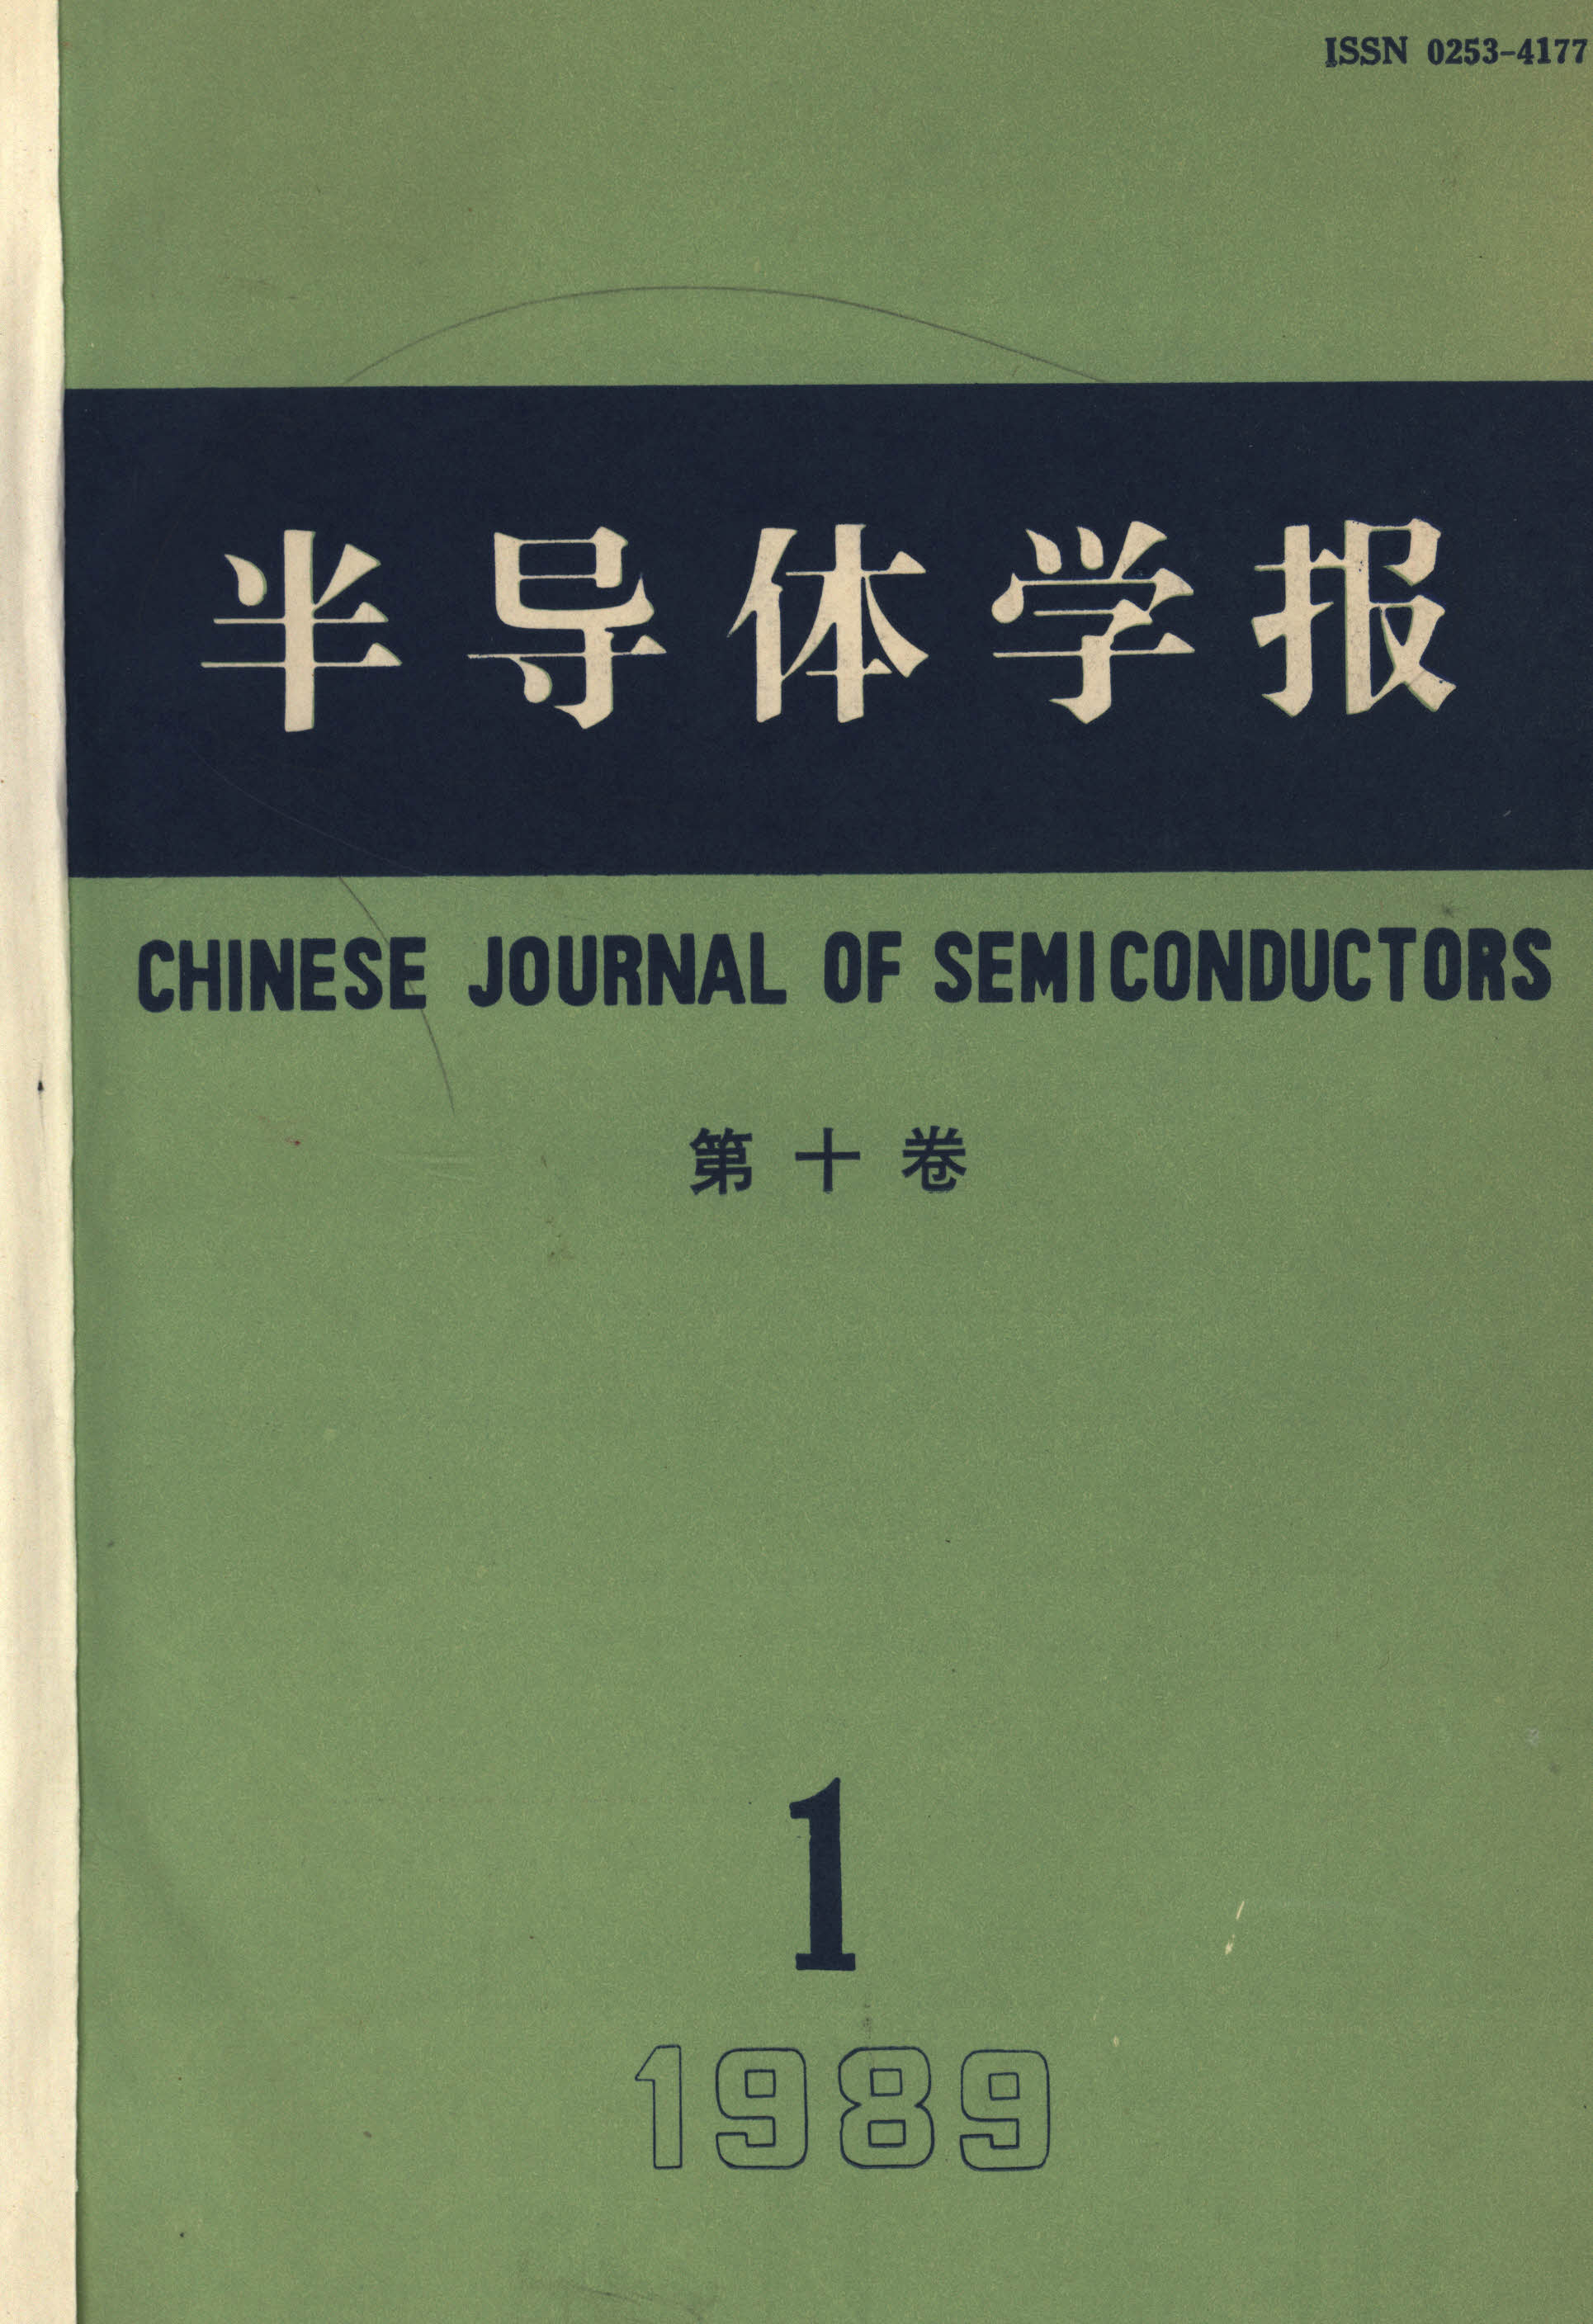 ISSN 0253-4177
半导体学报
CHINESE JOURNAL OF SEMICONDUCTORS
第十卷
1
1989